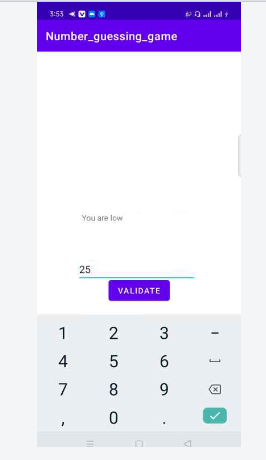 3:53
Number_guessing_game
You are low
25
VALIDATE
1 2 3 -
4 5 6
7 8 9
, 0 .